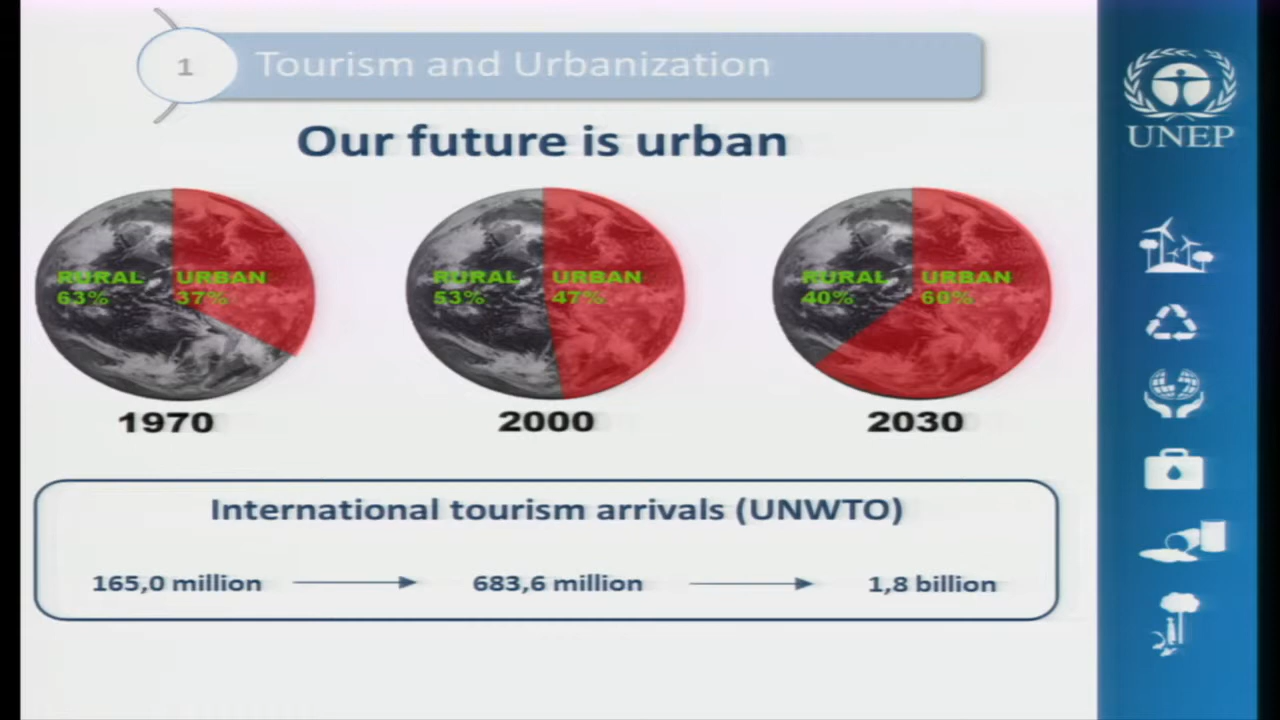 1
Tourism and Urbanization
Our future is urban
RURAL 63%
URBAN 37%
1970
RURAL 53%
URBAN 47%
2000
RURAL 40%
URBAN 60%
2030
International tourism arrivals (UNWTO)
165,0 million
683,6 million
1,8 billion
UNEP